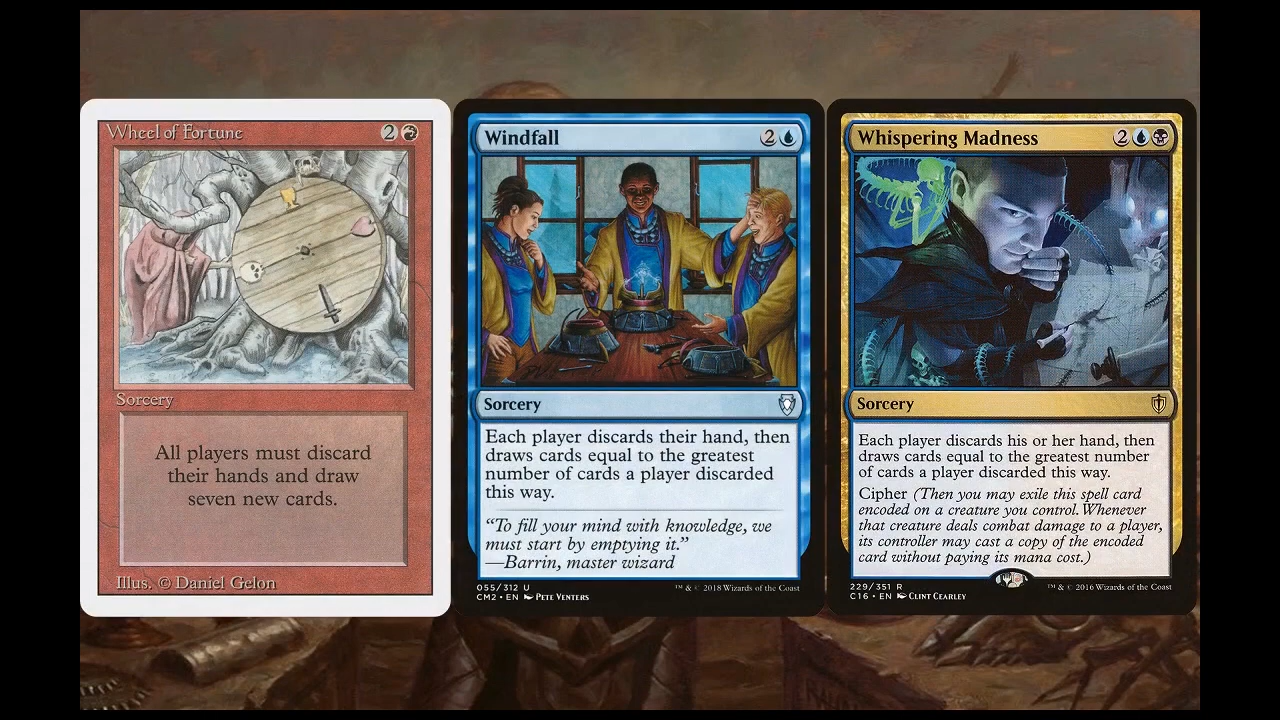 Wheel of Fortune
2
Sorcery
All players must discard
their hands and draw
seven new cards.
Illus. © Daniel Gelon
Windfall
2
Sorcery
Each player discards their hand, then
draws cards equal to the greatest
number of cards a player discarded
this way.
“To fill your mind with knowledge, we
must start by emptying it.”
—Barrin, master wizard
055/312 U
CM2 • EN PETE VENTERS
™ & © 2018 Wizards of the Coast
Whispering Madness
2
Sorcery
Each player discards his or her hand, then
draws cards equal to the greatest number
of cards a player discarded this way.
Cipher (Then you may exile this spell card
encoded on a creature you control. Whenever
that creature deals combat damage to a player,
its controller may cast a copy of the encoded
card without paying its mana cost.)
229/351 R
C16 • EN CLINT CEARLEY
™ & © 2016 Wizards of the Coast